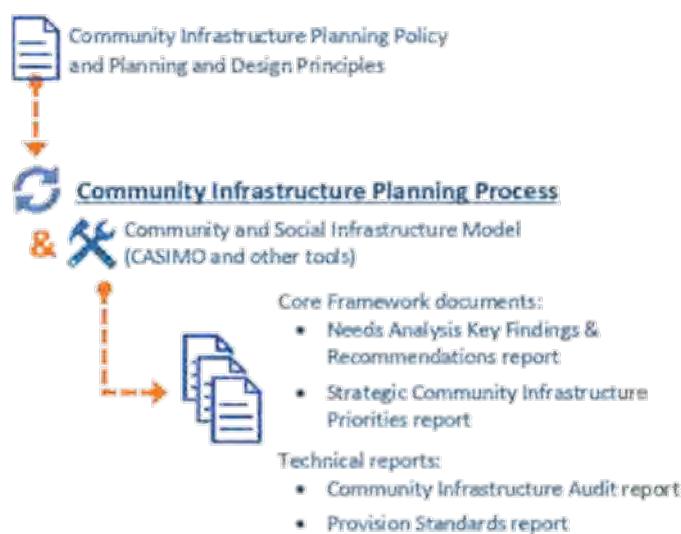 Community Infrastructure Planning Policy
and Planning and Design Principles
Community Infrastructure Planning Process
&
Community and Social Infrastructure Model
(CASIMO and other tools)
Core Framework documents:
• Needs Analysis Key Findings &
Recommendations report
• Strategic Community Infrastructure
Priorities report
Technical reports:
• Community Infrastructure Audit report
• Provision Standards report